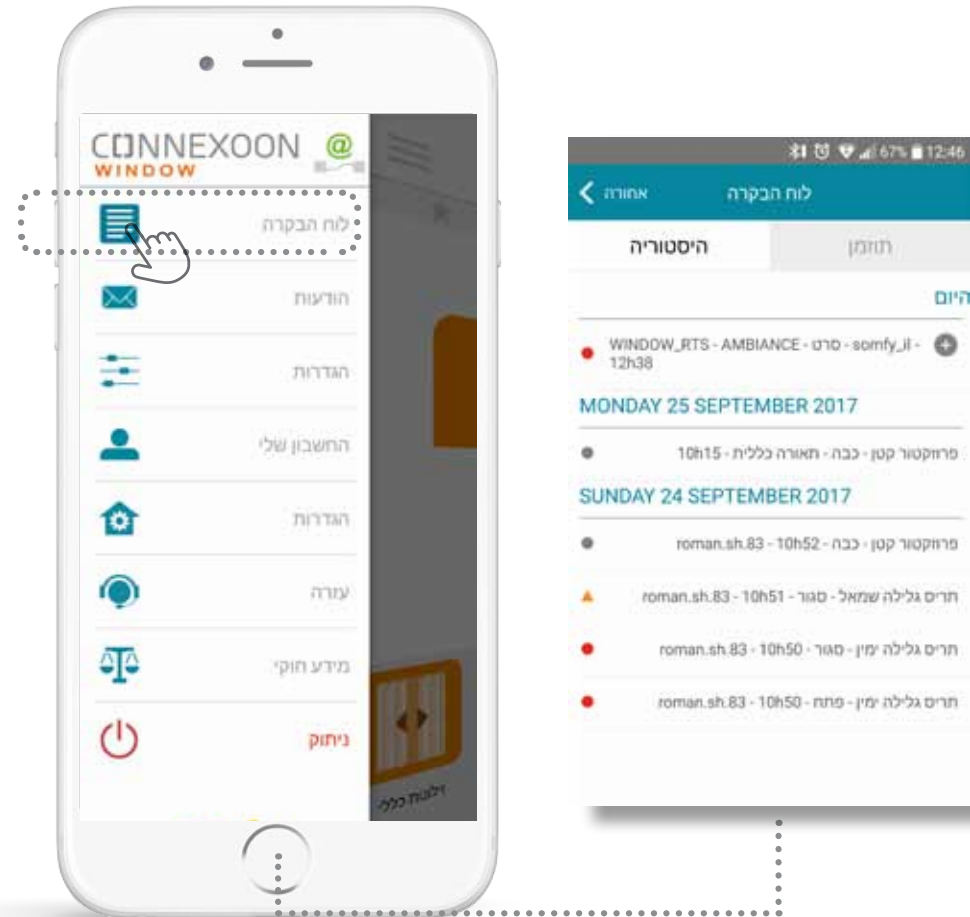 CONNEXOON
WINDOW
@
לוח הבקרה
הודעות
הגדרות
החשבון שלי
הגדרות
עזרה
מידע חוקי
ניתוק
וילונות כללי
67% 12:46
אחורה
לוח הבקרה
היסטוריה
תוזמן
היום
WINDOW_RTS - AMBIANCE - סרט - somfy_il -
12h38
MONDAY 25 SEPTEMBER 2017
פרוזקטור קטן - כבה - תאורה כללית - 10h15
SUNDAY 24 SEPTEMBER 2017
פרוזקטור קטן - כבה - roman.sh.83 - 10h52
תריס גלילה שמאל - סגור - roman.sh.83 - 10h51
תריס גלילה ימין - סגור - roman.sh.83 - 10h50
תריס גלילה ימין - פתח - roman.sh.83 - 10h50